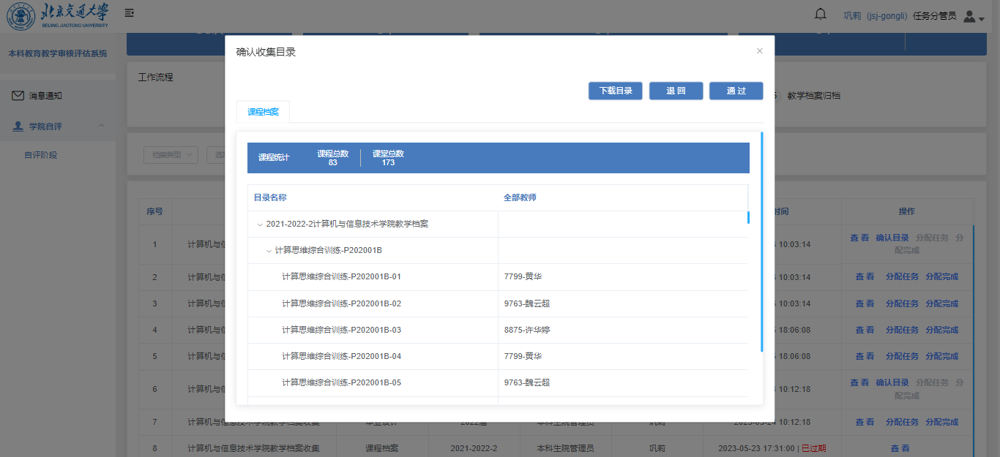 北京交通大学
BEIJING JIAOTONG UNIVERSITY
巩莉 (jsj-gongli) 任务分管员
本科教育教学审核评估系统
消息通知
学院自评
自评阶段
工作流程
教学档案归档
档案类型
确认收集目录
×
下载目录 退回 通过
课程档案
课程统计 课程总数 83 课堂总数 173
目录名称 全部教师
2021-2022-2计算机与信息技术学院教学档案
计算思维综合训练-P202001B
计算思维综合训练-P202001B-01 7799-黄华
计算思维综合训练-P202001B-02 9763-魏云超
计算思维综合训练-P202001B-03 8875-许华婷
计算思维综合训练-P202001B-04 7799-黄华
计算思维综合训练-P202001B-05 9763-魏云超
序号 时间 操作
1 计算机与信 10:03:14 查看 确认目录 分配任务 分配完成
2 计算机与信 10:03:14 查看 分配任务 分配完成
3 计算机与信 10:03:14 查看 分配任务 分配完成
4 计算机与信 18:06:08 查看 分配任务 分配完成
5 计算机与信 18:06:08 查看 分配任务 分配完成
6 计算机与信 10:12:18 查看 确认目录 分配任务 分配完成
7 计算机与信息技术学院教学档案收集 毕业设计 2022届 本科生院管理员 巩莉 2023-05-24 10:12:18 查看 分配任务 分配完成
8 计算机与信息技术学院教学档案收集 课程档案 2021-2022-2 本科生院管理员 巩莉 2023-05-23 17:31:00 | 已过期 查看